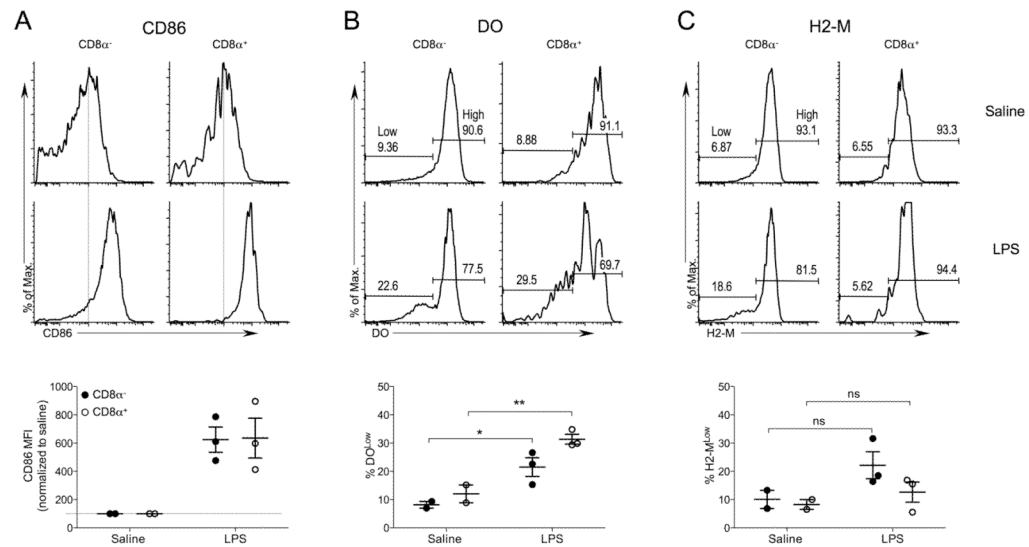 A
CD86
B
DO
C
H2-M
CD8α⁻
CD8α⁺
CD8α⁻
CD8α⁺
CD8α⁻
CD8α⁺
Low
9.36
High
90.6
8.88
91.1
Low
6.87
High
93.1
6.55
93.3
Saline
% of Max.
22.6
77.5
29.5
69.7
% of Max.
18.6
81.5
5.62
94.4
% of Max.
LPS
CD86
DO
H2-M
CD86 MFI
(normalized to saline)
1000
800
600
400
200
0
CD8α⁻
CD8α⁺
Saline
LPS
% DO^Low
50
40
30
20
10
0
*
**
Saline
LPS
% H2-M^Low
50
40
30
20
10
0
ns
ns
Saline
LPS